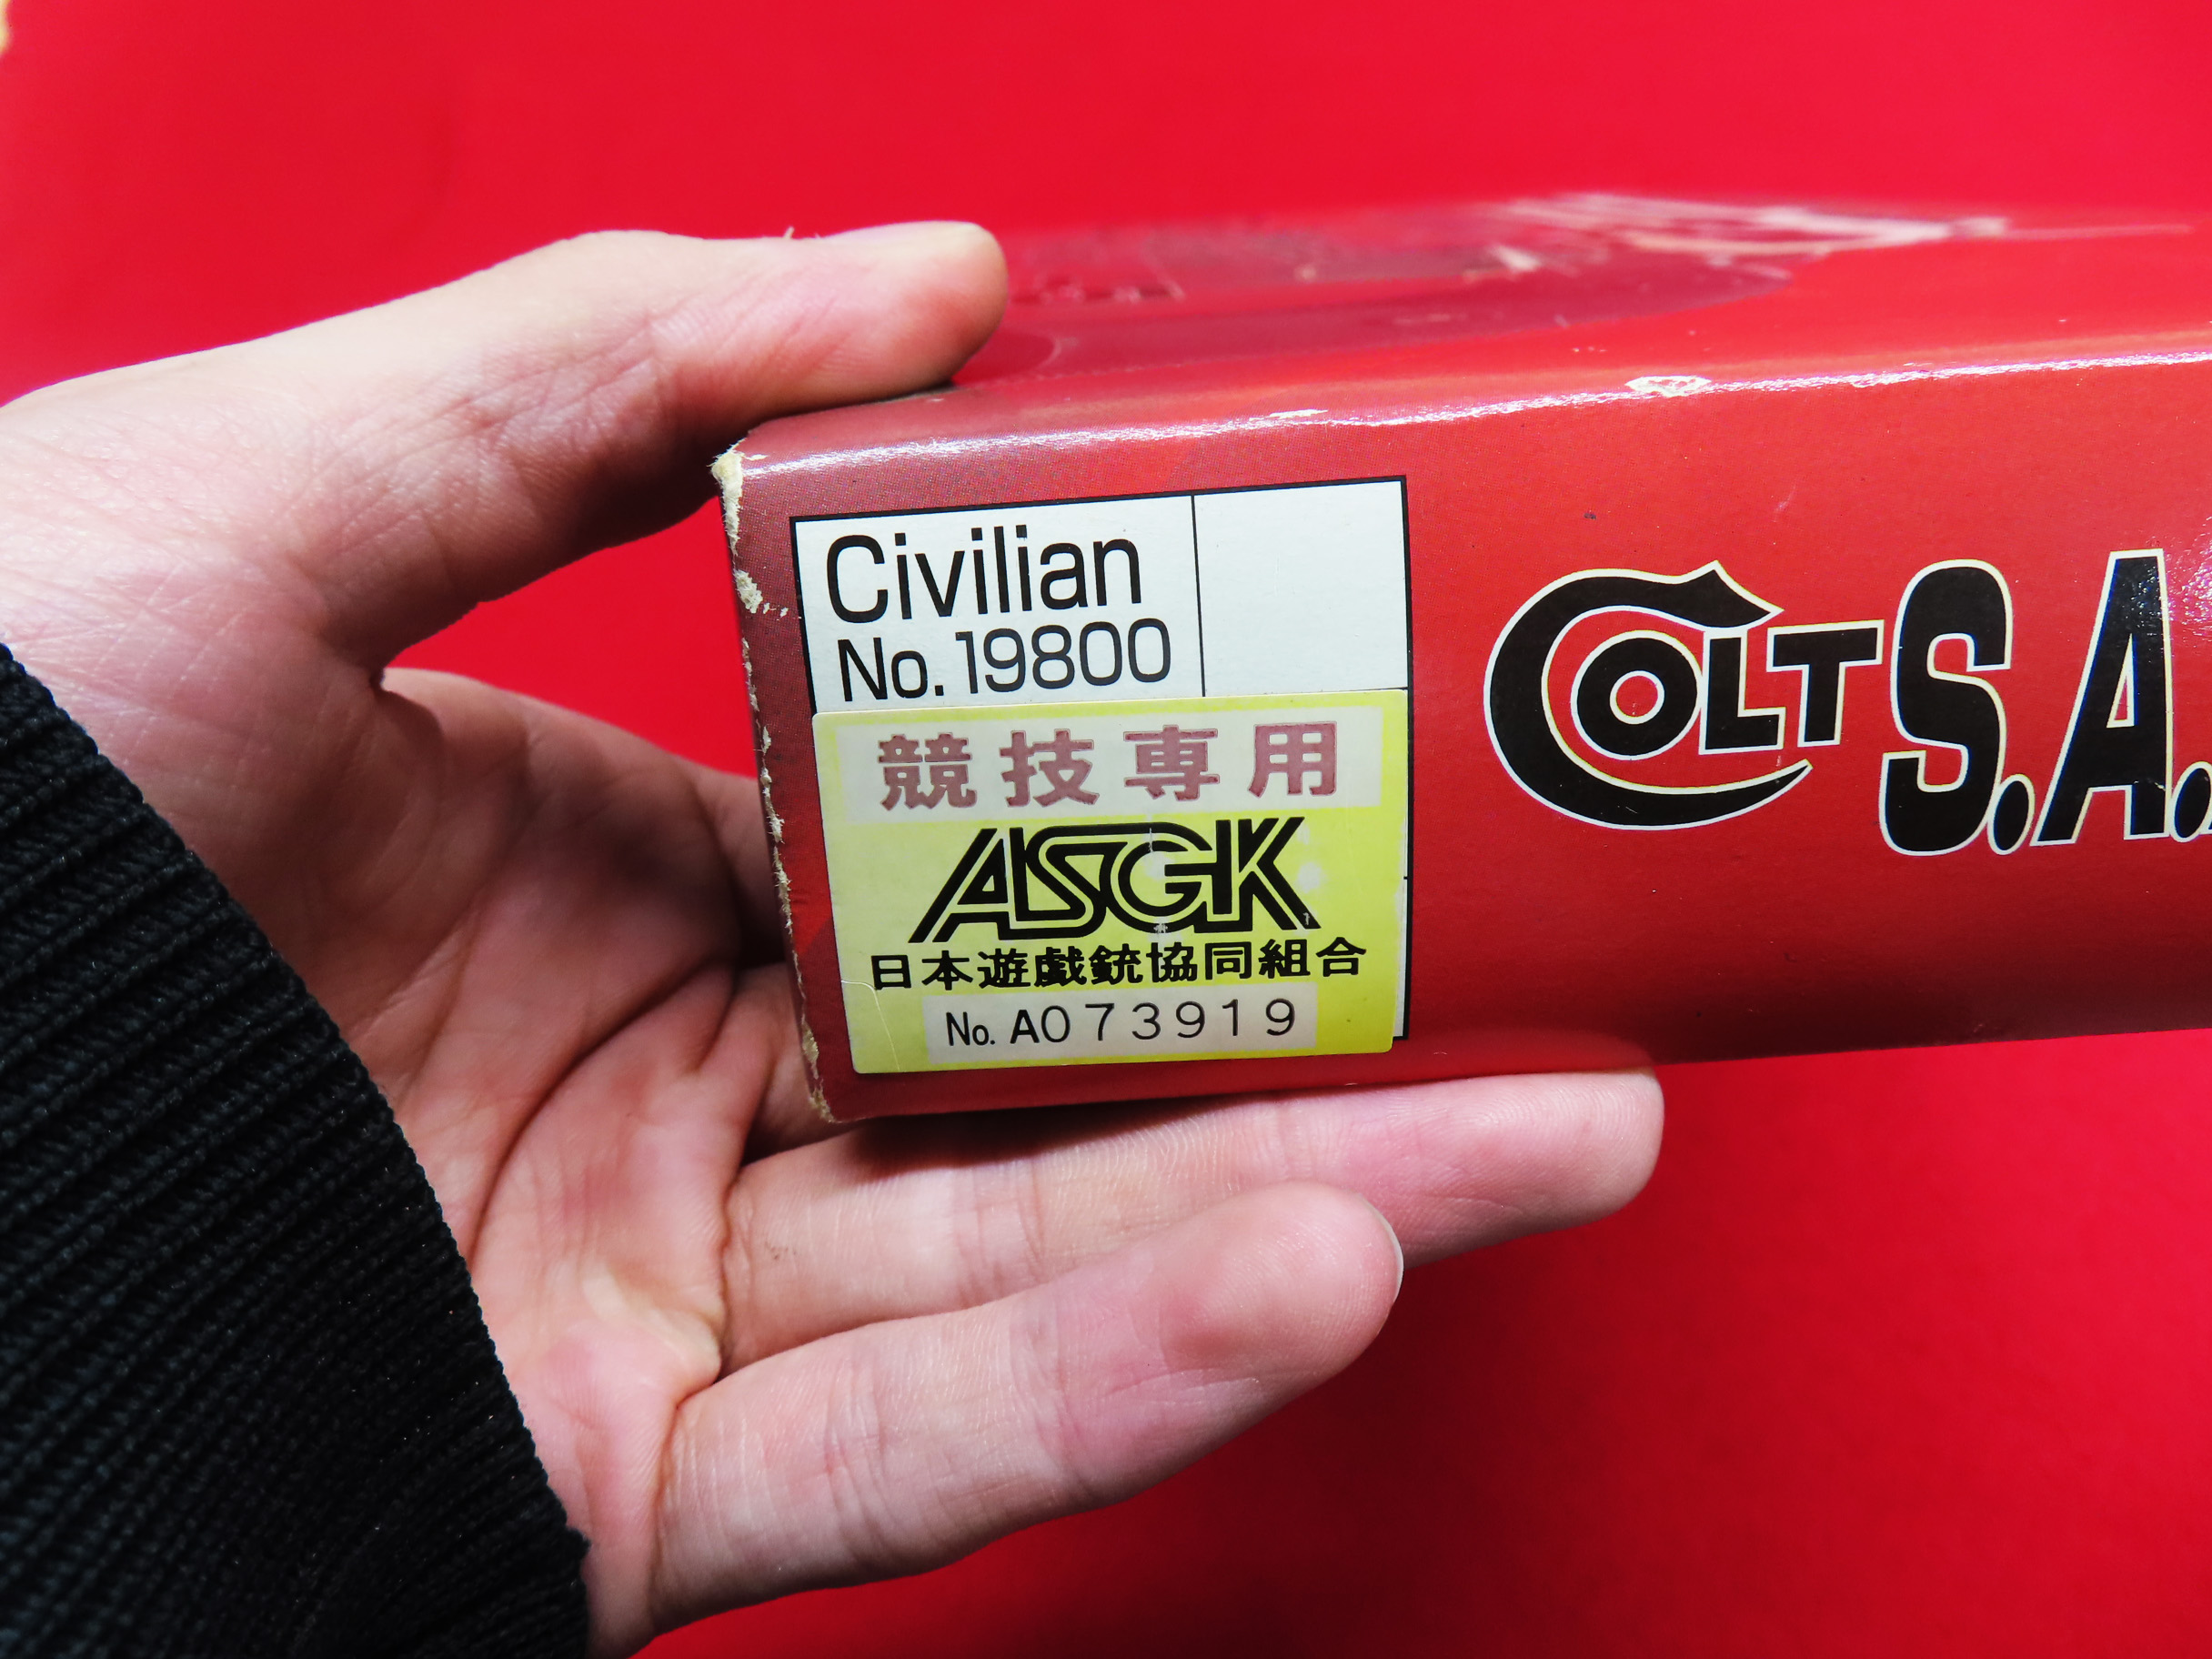 Civilian
No.19800
競技専用
ASGK
日本遊戯銃協同組合
No. A073919
COLT S.A.